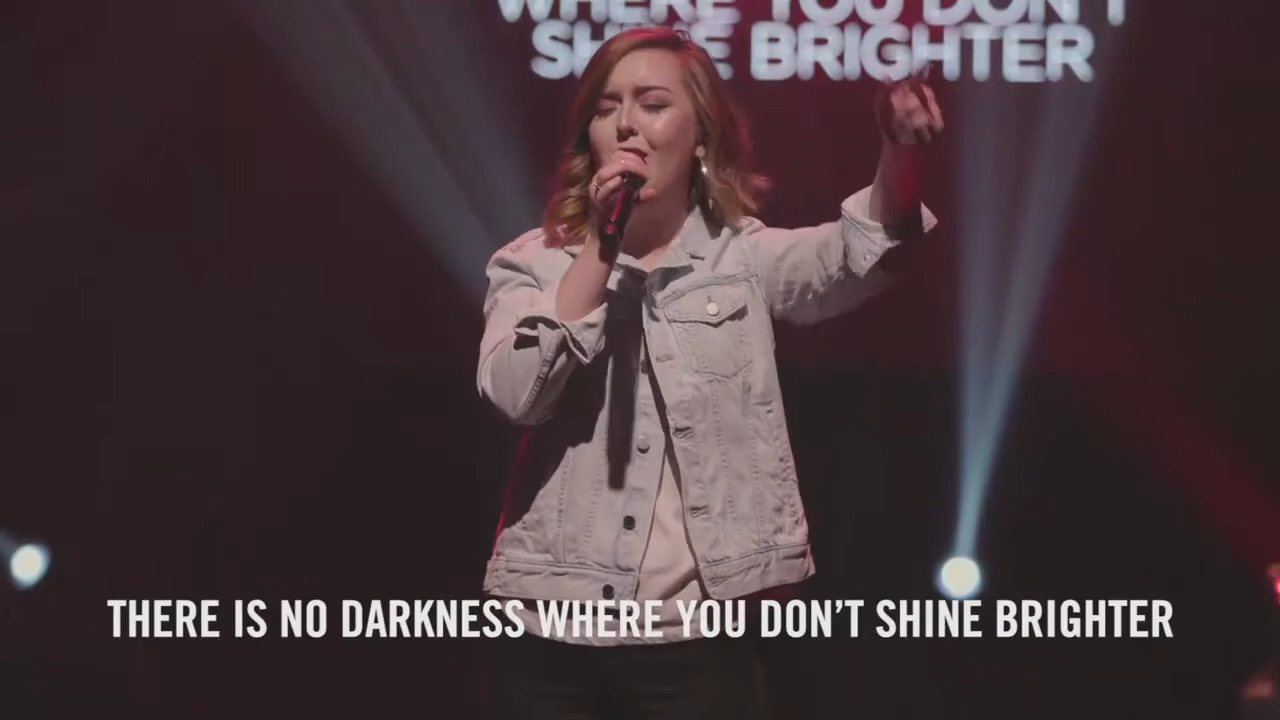 WHERE YOU DON'T
SHINE BRIGHTER
THERE IS NO DARKNESS WHERE YOU DON'T SHINE BRIGHTER